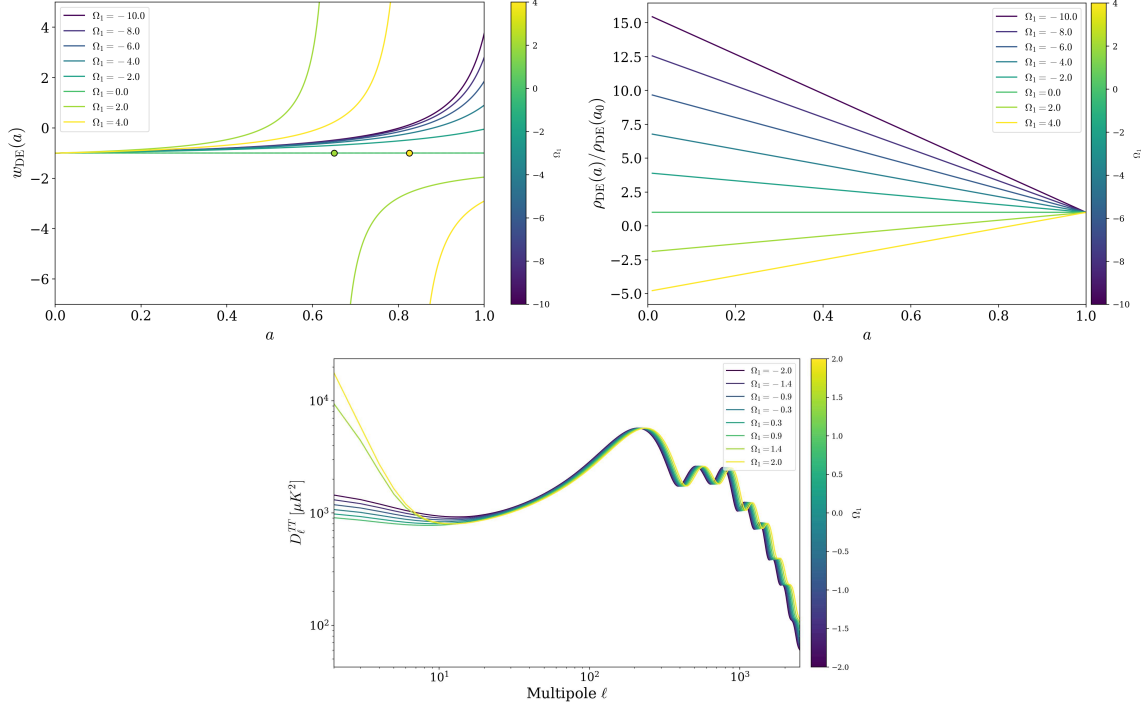 w_DE(a)
4
2
0
−2
−4
−6
0.0 0.2 0.4 0.6 0.8 1.0
a
Ω₁ = −10.0
Ω₁ = −8.0
Ω₁ = −6.0
Ω₁ = −4.0
Ω₁ = −2.0
Ω₁ = 0.0
Ω₁ = 2.0
Ω₁ = 4.0
4
2
0
−2
−4
−6
−8
−10
Ω₁
ρ_DE(a)/ρ_DE(a₀)
15.0
12.5
10.0
7.5
5.0
2.5
0.0
−2.5
−5.0
0.0 0.2 0.4 0.6 0.8 1.0
a
Ω₁ = −10.0
Ω₁ = −8.0
Ω₁ = −6.0
Ω₁ = −4.0
Ω₁ = −2.0
Ω₁ = 0.0
Ω₁ = 2.0
Ω₁ = 4.0
4
2
0
−2
−4
−6
−8
−10
Ω₁
D_ℓ^TT [μK²]
10⁴
10³
10²
10¹ 10² 10³
Multipole ℓ
Ω₁ = −2.0
Ω₁ = −1.4
Ω₁ = −0.9
Ω₁ = −0.3
Ω₁ = 0.3
Ω₁ = 0.9
Ω₁ = 1.4
Ω₁ = 2.0
2.0
1.5
1.0
0.5
0.0
−0.5
−1.0
−1.5
−2.0
Ω₁